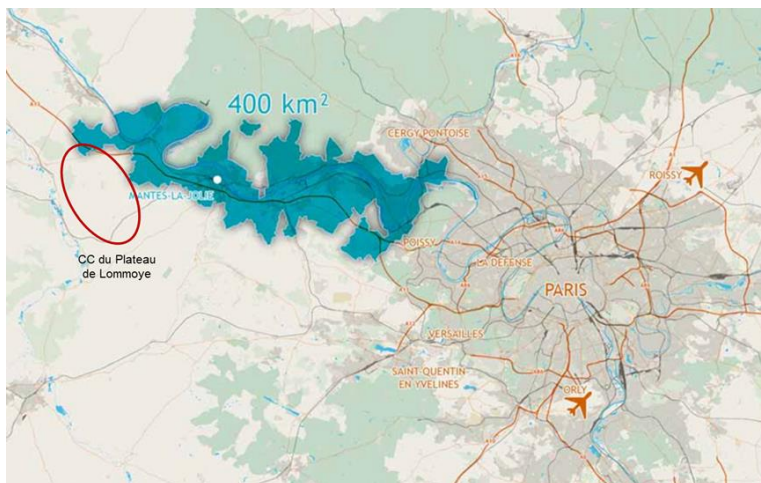 400 km²
CERGY-PONTOISE
ROISSY
MANTES-LA-JOLIE
POISSY
CC du Plateau
de Lommoye
LA DÉFENSE
PARIS
VERSAILLES
SAINT-QUENTIN
EN YVELINES
ORLY